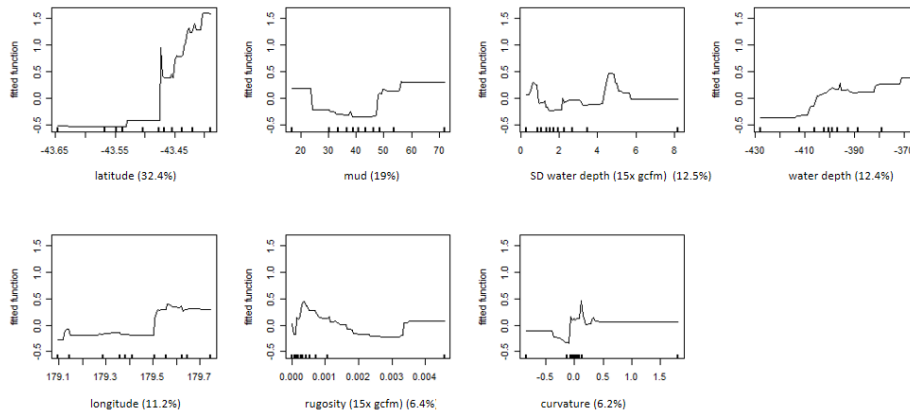 fitted function
1.5
1.0
0.5
0.0
-0.5
-43.65 -43.55 -43.45
latitude (32.4%)
fitted function
1.5
1.0
0.5
0.0
-0.5
20 30 40 50 60 70
mud (19%)
fitted function
1.5
1.0
0.5
0.0
-0.5
0 2 4 6 8
SD water depth (15x gcfm) (12.5%)
fitted function
1.5
1.0
0.5
0.0
-0.5
-430 -410 -390 -370
water depth (12.4%)
fitted function
1.5
1.0
0.5
0.0
-0.5
179.1 179.3 179.5 179.7
longitude (11.2%)
fitted function
1.5
1.0
0.5
0.0
-0.5
0.000 0.001 0.002 0.003 0.004
rugosity (15x gcfm) (6.4%)
fitted function
1.5
1.0
0.5
0.0
-0.5
-0.5 0.0 0.5 1.0 1.5
curvature (6.2%)